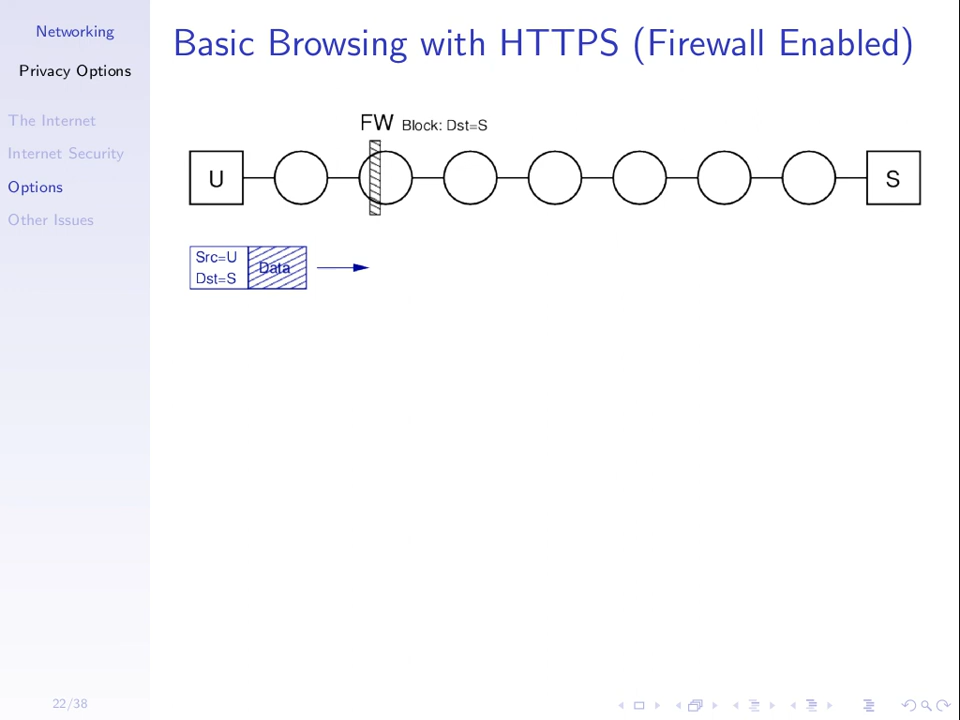 Networking
Privacy Options
The Internet
Internet Security
Options
Other Issues
22/38
Basic Browsing with HTTPS (Firewall Enabled)
FW Block: Dst=S
U
S
Src=U
Dst=S
Data